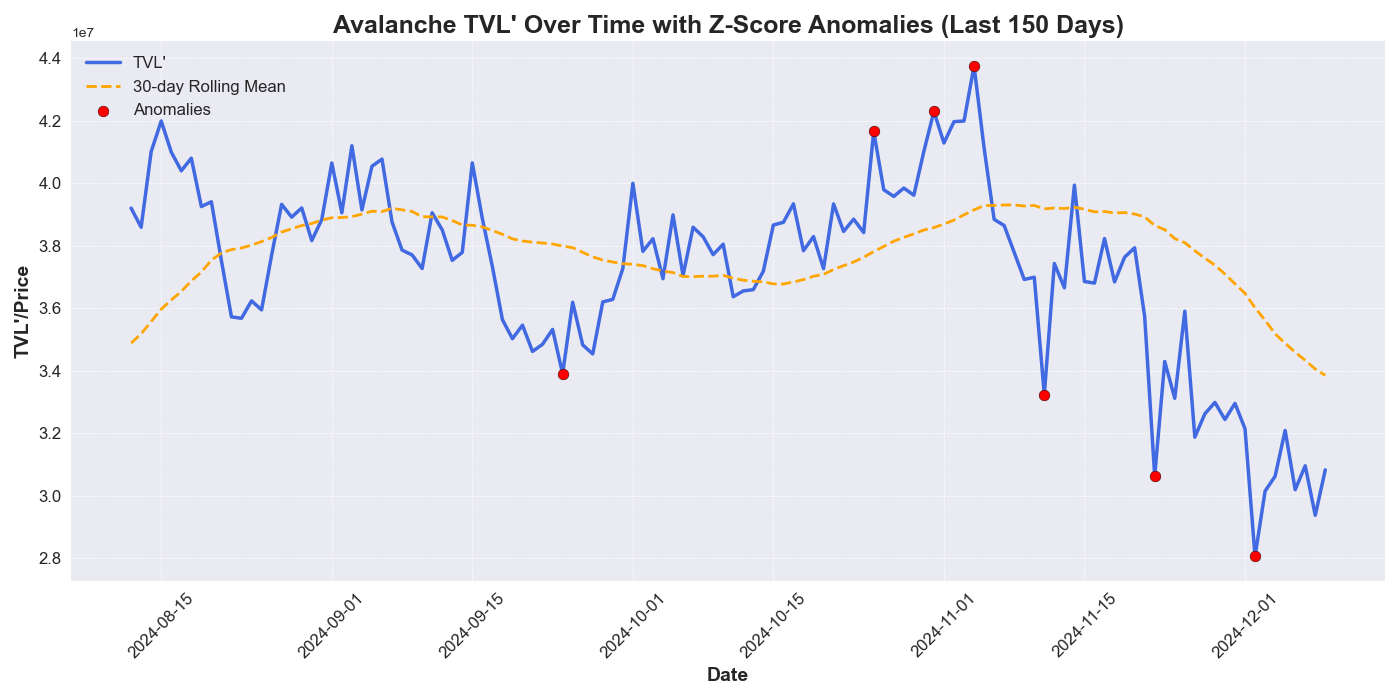 Avalanche TVL' Over Time with Z-Score Anomalies (Last 150 Days)
1e7
TVL'
30-day Rolling Mean
Anomalies
TVL'/Price
4.4
4.2
4.0
3.8
3.6
3.4
3.2
3.0
2.8
2024-08-15
2024-09-01
2024-09-15
2024-10-01
2024-10-15
2024-11-01
2024-11-15
2024-12-01
Date